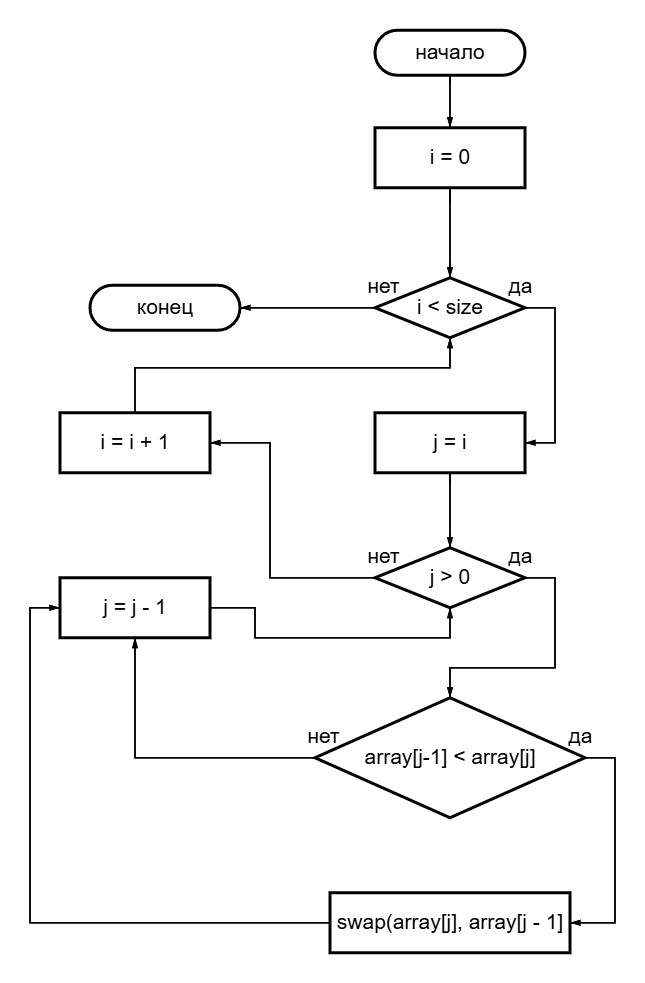 начало
i = 0
нет
да
i < size
конец
i = i + 1
j = i
нет
да
j > 0
j = j - 1
нет
да
array[j-1] < array[j]
swap(array[j], array[j - 1]